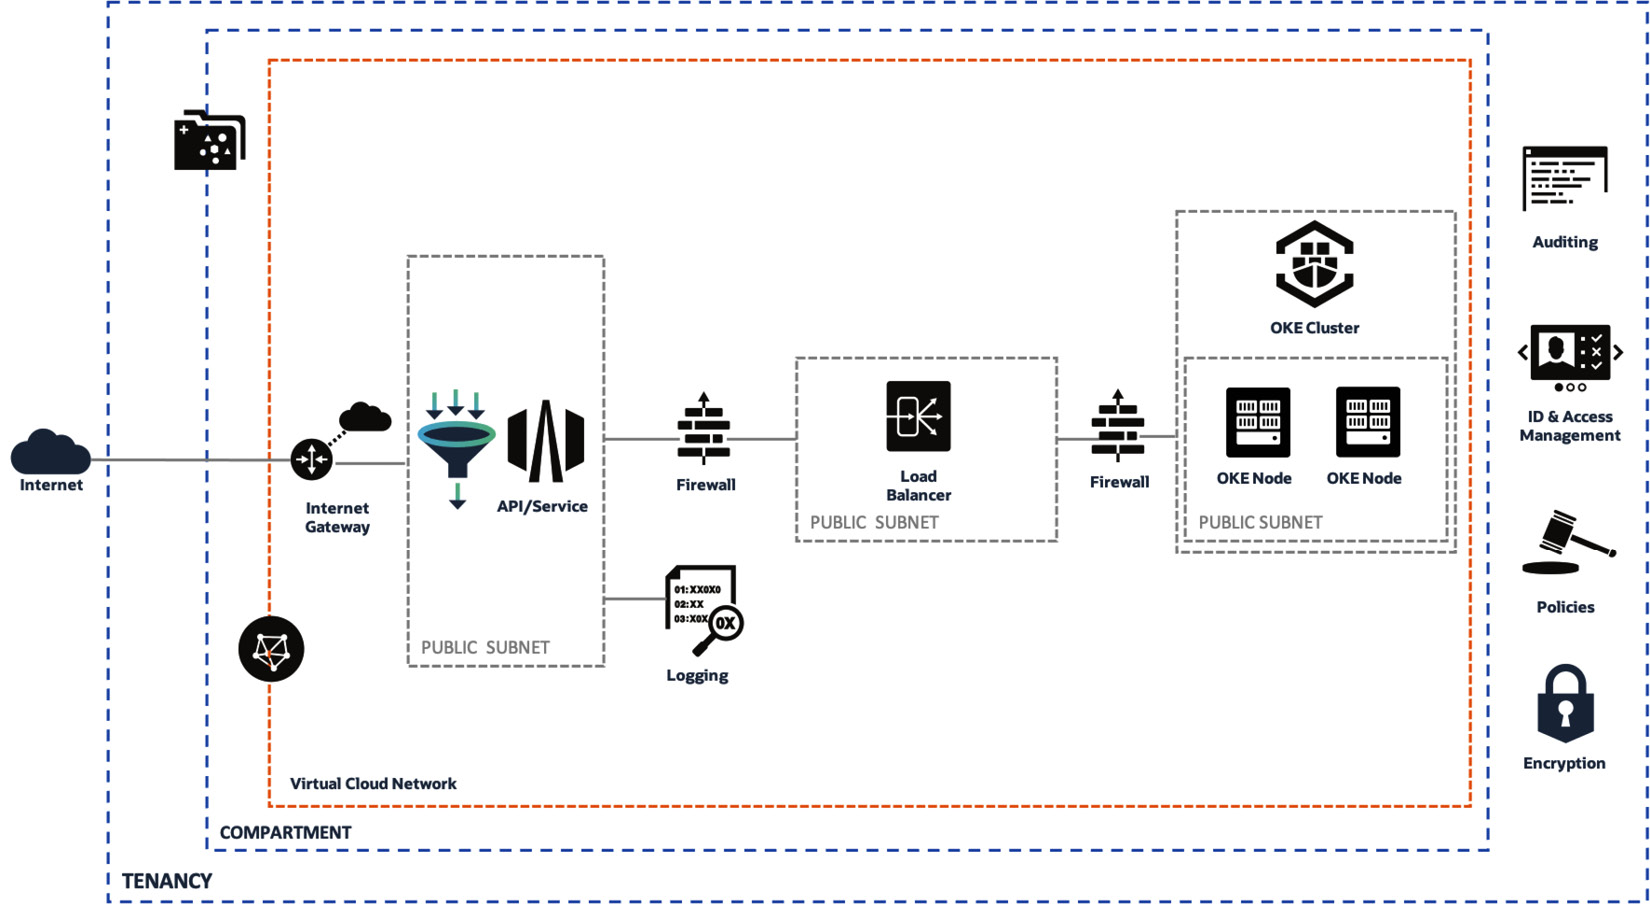 Auditing
OKE Cluster
ID & Access
Management
Internet
Internet
Gateway
API/Service
Firewall
Load
Balancer
PUBLIC SUBNET
Firewall
OKE Node
OKE Node
PUBLIC SUBNET
01:XX0X0
02:XX
03:X0X
0X
Logging
PUBLIC SUBNET
Policies
Encryption
Virtual Cloud Network
COMPARTMENT
TENANCY